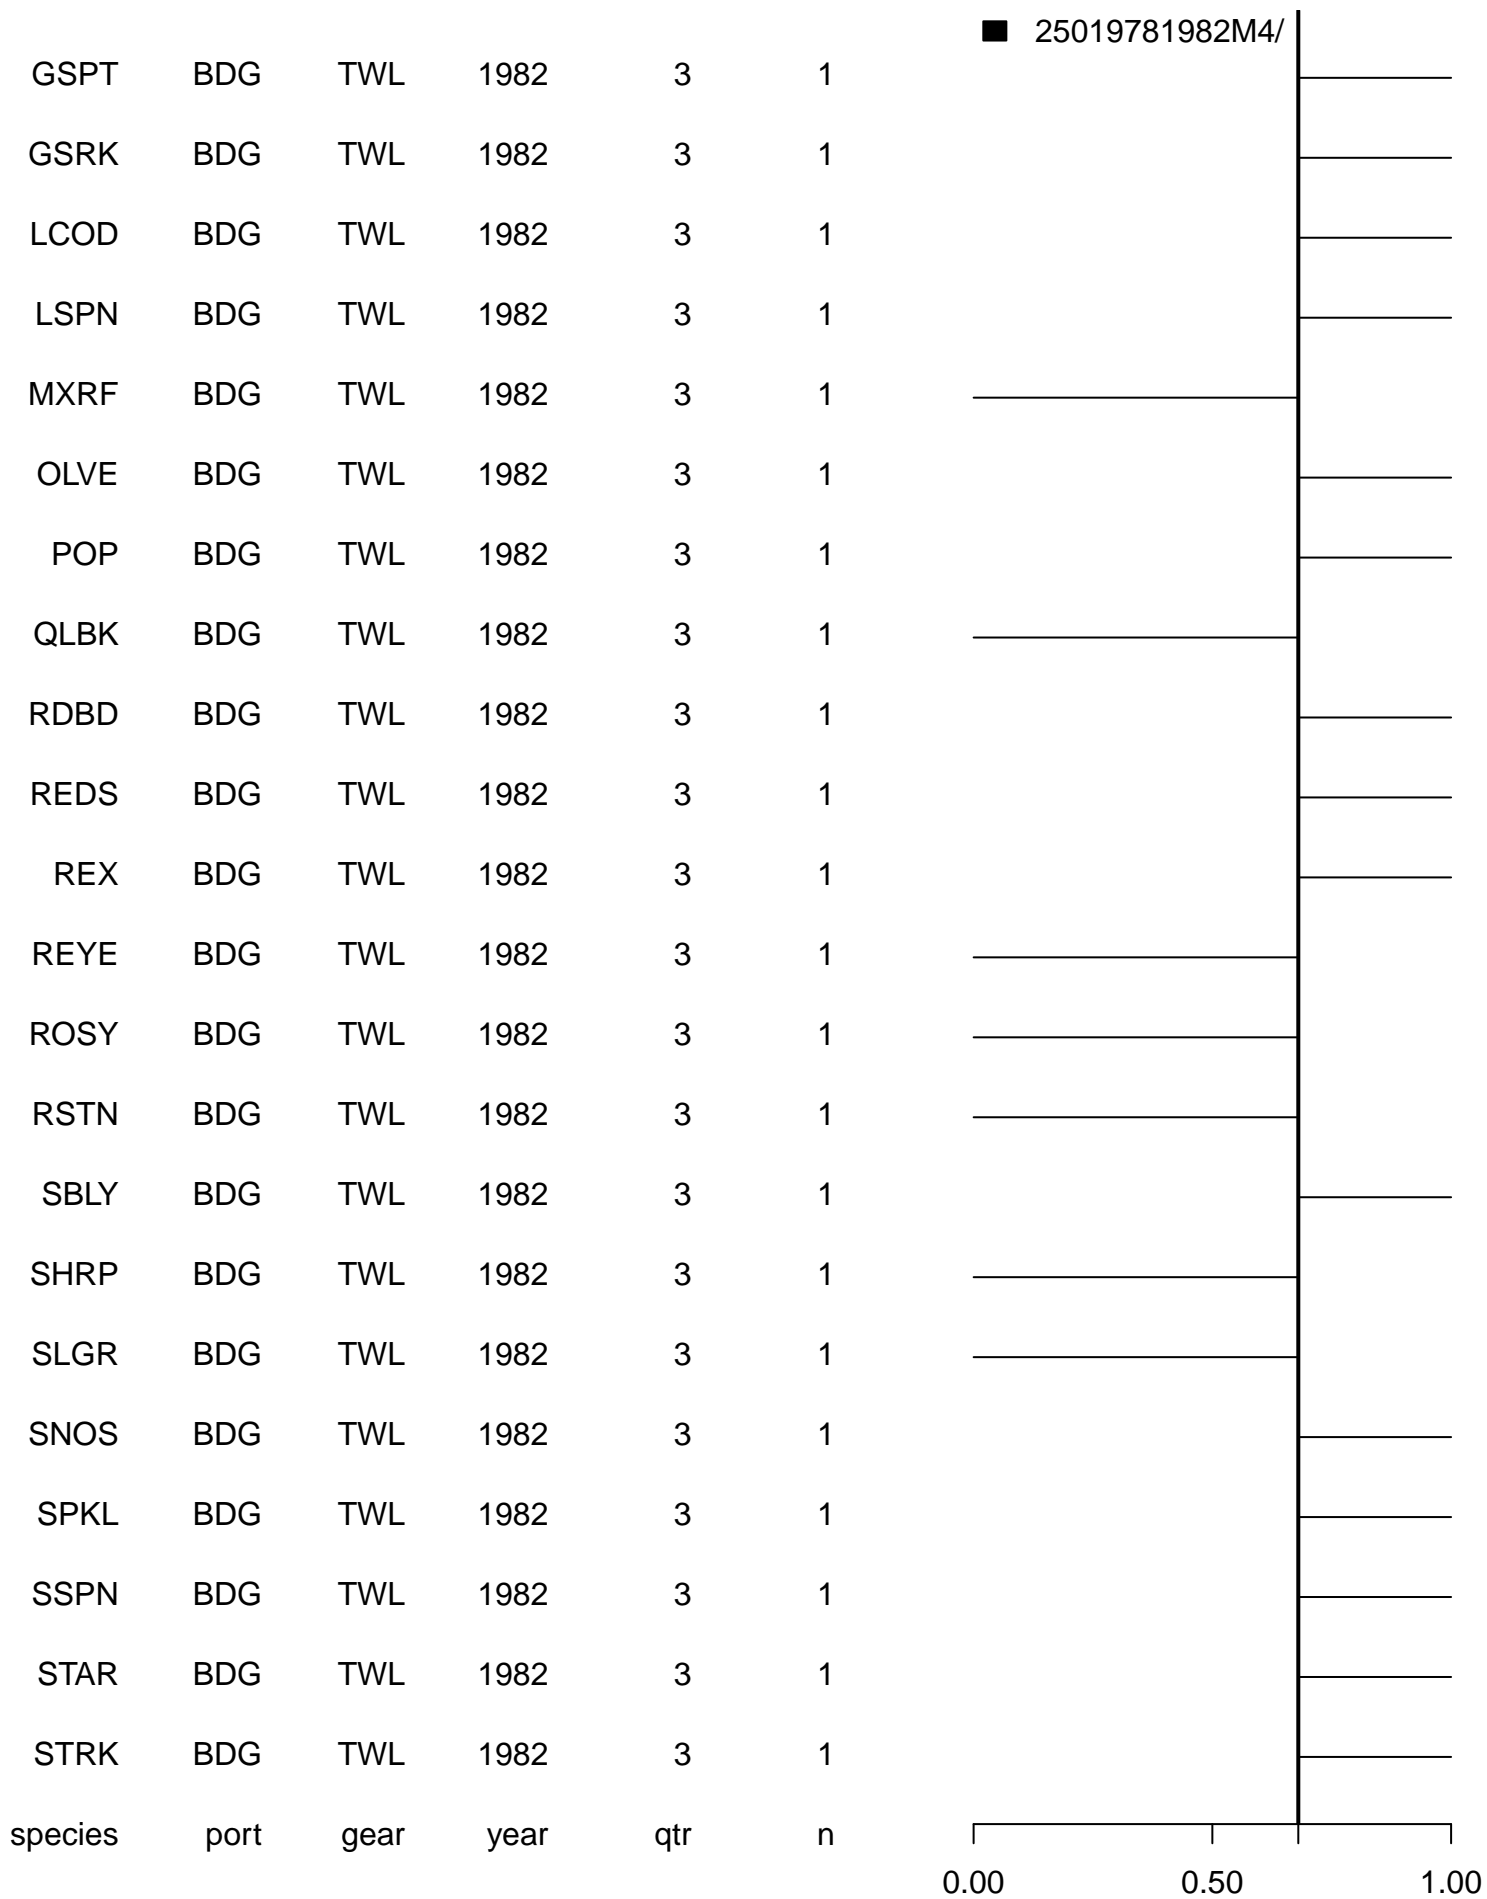 25019781982M4/
GSPT BDG TWL 1982 3 1
GSRK BDG TWL 1982 3 1
LCOD BDG TWL 1982 3 1
LSPN BDG TWL 1982 3 1
MXRF BDG TWL 1982 3 1
OLVE BDG TWL 1982 3 1
POP BDG TWL 1982 3 1
QLBK BDG TWL 1982 3 1
RDBD BDG TWL 1982 3 1
REDS BDG TWL 1982 3 1
REX BDG TWL 1982 3 1
REYE BDG TWL 1982 3 1
ROSY BDG TWL 1982 3 1
RSTN BDG TWL 1982 3 1
SBLY BDG TWL 1982 3 1
SHRP BDG TWL 1982 3 1
SLGR BDG TWL 1982 3 1
SNOS BDG TWL 1982 3 1
SPKL BDG TWL 1982 3 1
SSPN BDG TWL 1982 3 1
STAR BDG TWL 1982 3 1
STRK BDG TWL 1982 3 1
species port gear year qtr n
0.00 0.50 1.00